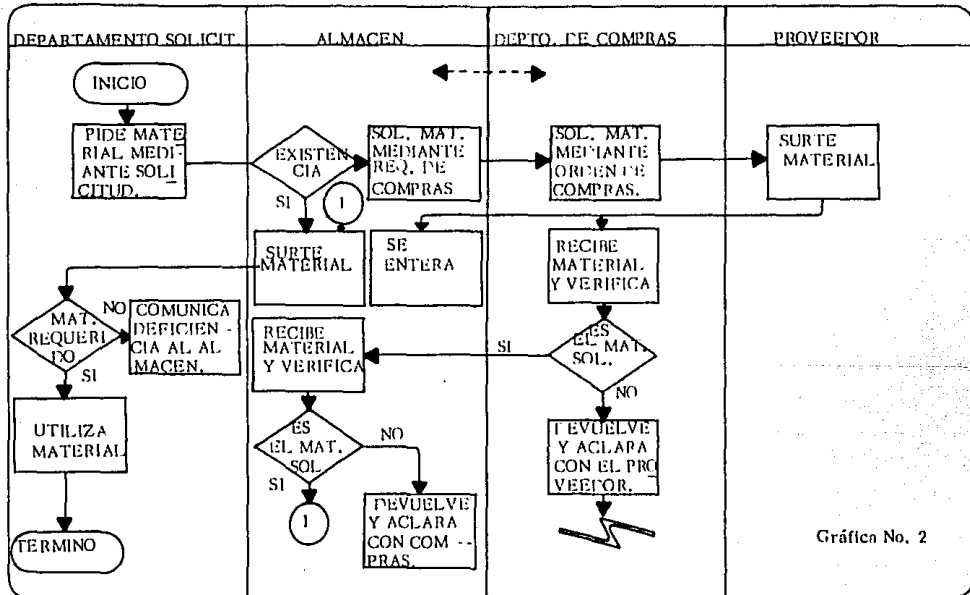 DEPARTAMENTO SOLICIT.
ALMACEN
DEPTO. DE COMPRAS
PROVEEDOR
INICIO
PIDE MATE
RIAL MEDI-
ANTE SOLI
CITUD.
EXISTEN
CIA
SOL. MAT.
MEDIANTE
REQ. DE
COMPRAS
SOL. MAT.
MEDIANTE
ORDEN DE
COMPRAS.
SURTE
MATERIAL
SI
1
SURTE
MATERIAL
SE
ENTERA
RECIBE
MATERIAL
Y VERIFICA
MAT.
REQUERI
DO
NO
COMUNICA
DEFICIEN -
CIA AL AL
MACEN.
SI
RECIBE
MATERIAL
Y VERIFICA
SI
ES
EL MAT.
SOL.
NO
UTILIZA
MATERIAL
ES
EL MAT.
SOL
NO
SI
DEVUELVE
Y ACLARA
CON EL PRO
VEEDOR.
1
DEVUELVE
Y ACLARA
CON COM --
PRAS.
TERMINO
Gráfica No. 2